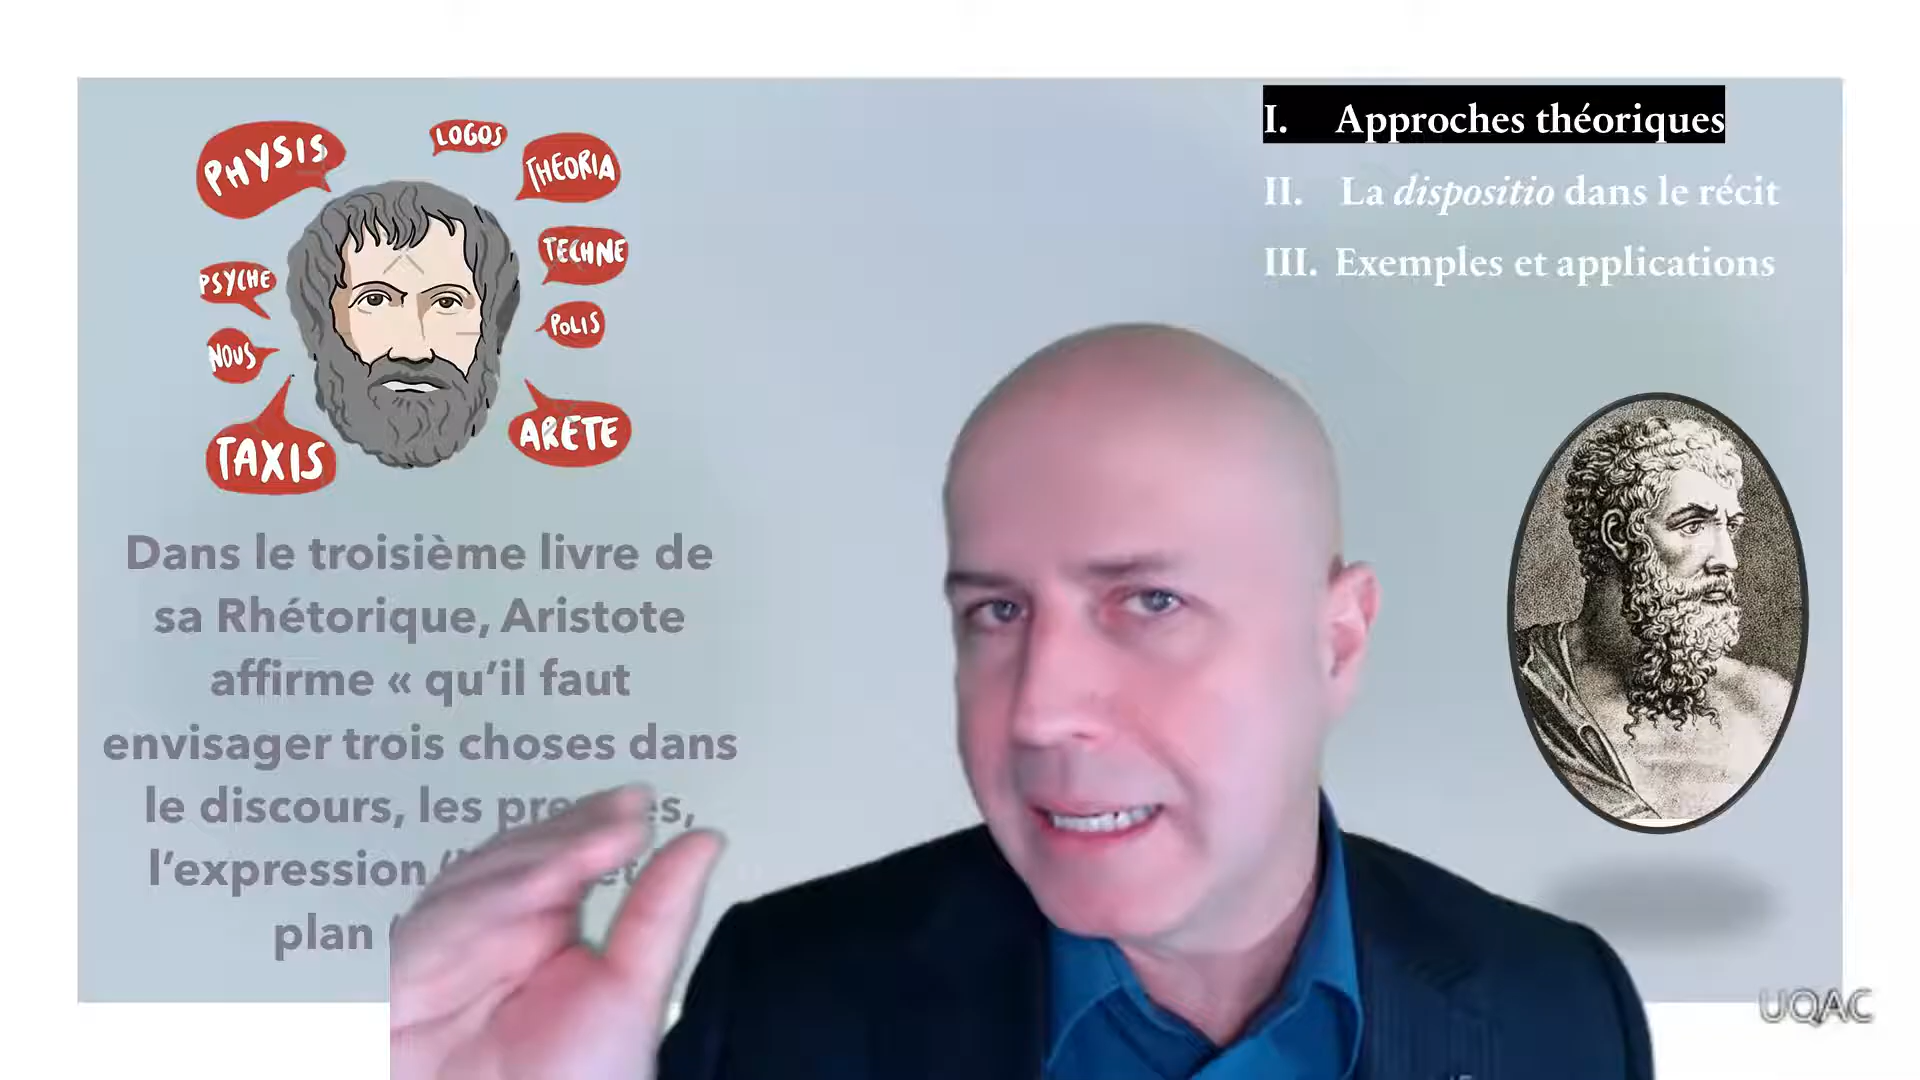 PHYSIS
LOGOS
THEORIA
TECHNE
PSYCHE
POLIS
NOUS
TAXIS
ARETE
Dans le troisième livre de
sa Rhétorique, Aristote
affirme « qu’il faut
envisager trois choses dans
le discours, les
l’expression
plan
I. Approches théoriques
II. La dispositio dans le récit
III. Exemples et applications
UQAC